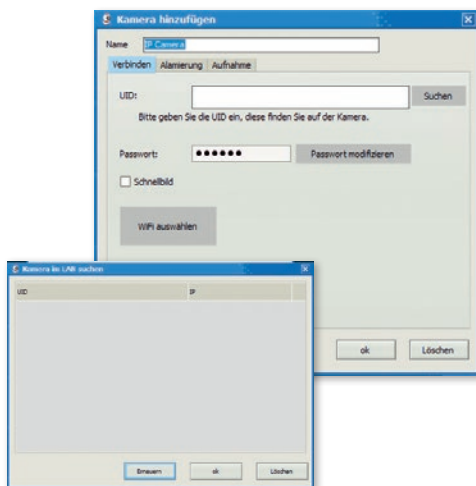 Kamera hinzufügen
Name IP Camera
Verbinden Alamierung Aufnahme
UID: Suchen
Bitte geben Sie die UID ein, diese finden Sie auf der Kamera.
Passwort: ●●●●●● Passwort modifizieren
Schnellbild
WiFi auswählen
ok Löschen
Kamera im LAN suchen
UID IP
Erneuern ok Löschen